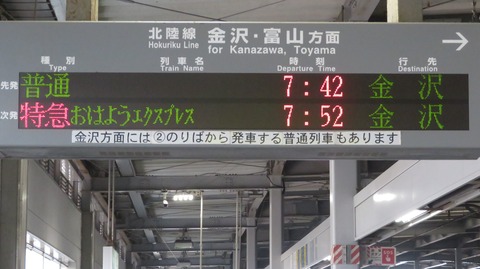 北陸線 金沢・富山方面 →
Hokuriku Line for Kanazawa, Toyama
種別 列車名 時刻 行先
Type Train Name Departure Time Destination
先発 普通 7:42 金沢
次発 特急 おはようエクスプレス 7:52 金沢
金沢方面には②のりばから発車する普通列車もあります